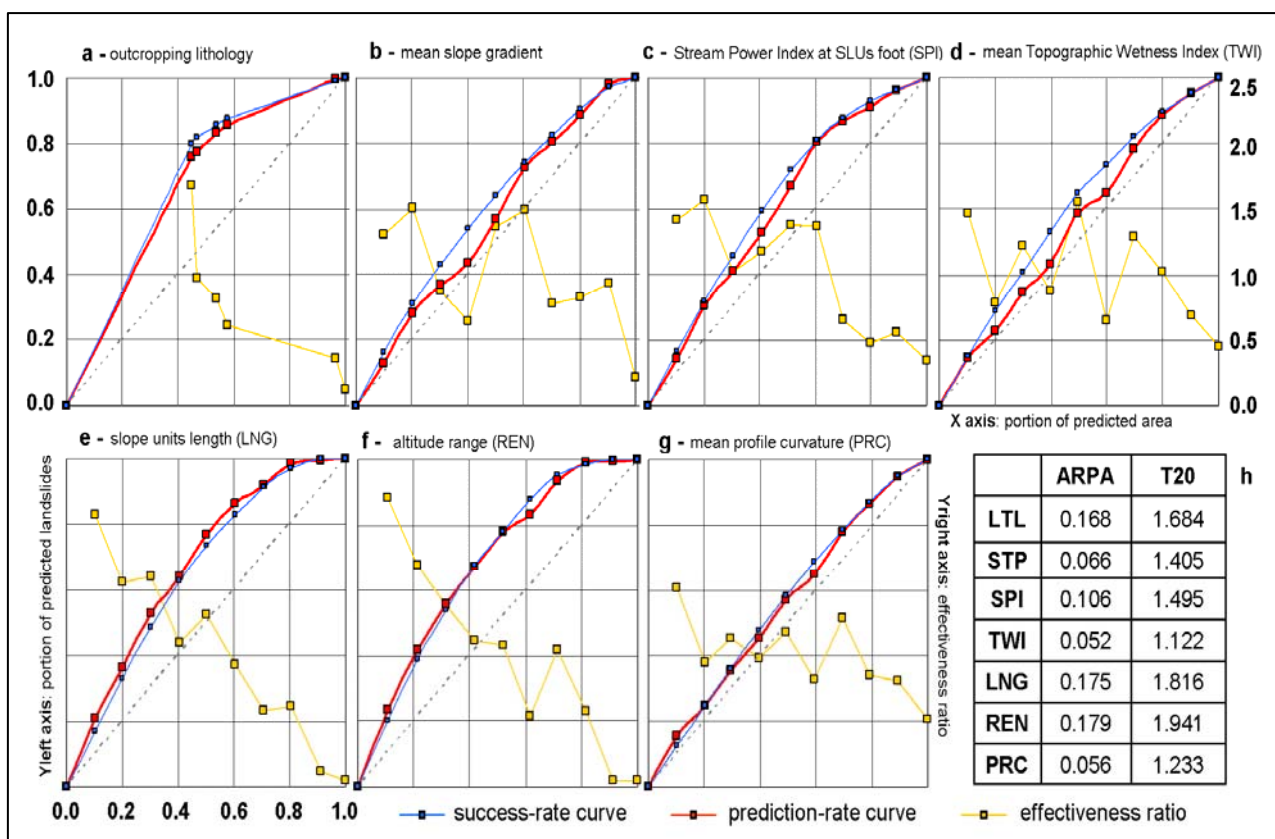 a - outcropping lithology
b - mean slope gradient
c - Stream Power Index at SLUs foot (SPI)
d - mean Topographic Wetness Index (TWI)
1.0
0.8
0.6
0.4
0.2
0.0
2.5
2.0
1.5
1.0
0.5
0.0
X axis: portion of predicted area
e - slope units length (LNG)
f - altitude range (REN)
g - mean profile curvature (PRC)
Yleft axis: portion of predicted landslides
Yright axis: effectiveness ratio
h
ARPA T20
LTL 0.168 1.684
STP 0.066 1.405
SPI 0.106 1.495
TWI 0.052 1.122
LNG 0.175 1.816
REN 0.179 1.941
PRC 0.056 1.233
0.0 0.2 0.4 0.6 0.8 1.0
success-rate curve prediction-rate curve effectiveness ratio